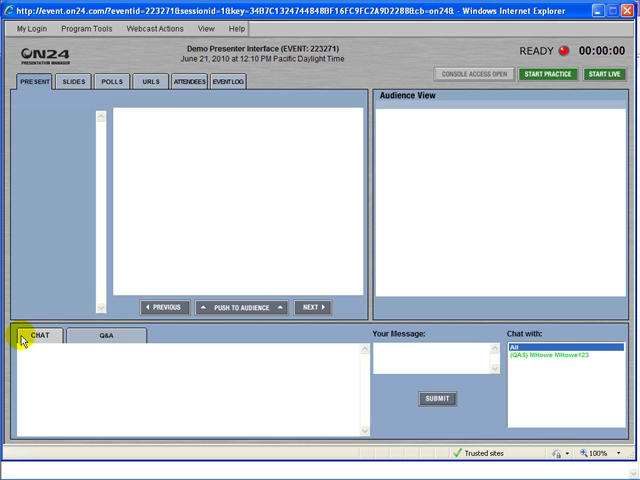 http://event.on24.com/?eventid=223271&sessionid=1&key=34B7C1324744848BF16FC9FC2A9D22B8&cb=on24& - Windows Internet Explorer
My Login Program Tools Webcast Actions View Help
ON24
PRESENTATION MANAGER
Demo Presenter Interface (EVENT: 223271)
June 21, 2010 at 12:10 PM Pacific Daylight Time
READY 00:00:00
CONSOLE ACCESS OPEN START PRACTICE START LIVE
PRESENT SLIDES POLLS URLS ATTENDEES EVENT LOG
Audience View
PREVIOUS PUSH TO AUDIENCE NEXT
CHAT Q&A
Your Message:
Chat with:
All
(QAS) MHowe MHowe123
SUBMIT
Trusted sites
100%